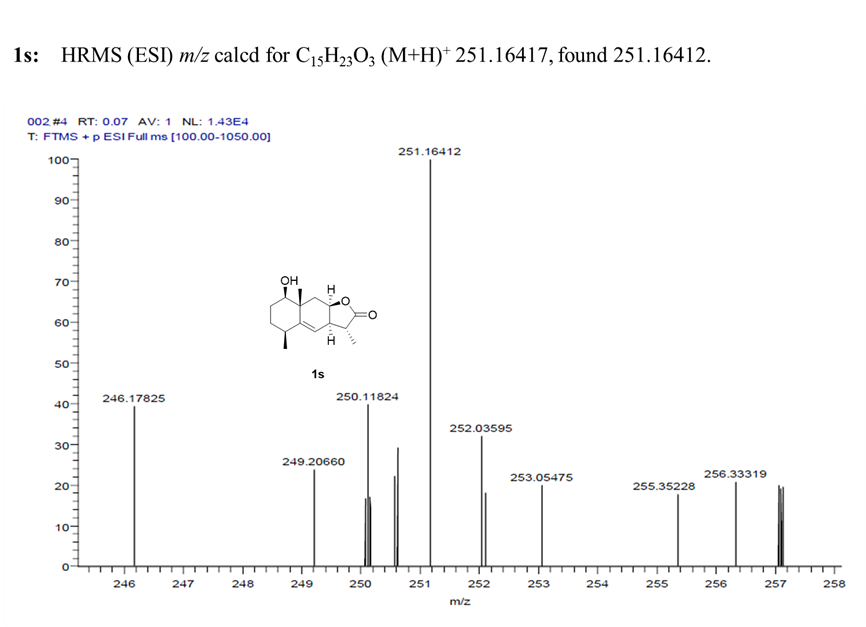 1s: HRMS (ESI) m/z calcd for C₁₅H₂₃O₃ (M+H)⁺ 251.16417, found 251.16412.
002 #4 RT: 0.07 AV: 1 NL: 1.43E4
T: FTMS + p ESI Full ms [100.00-1050.00]
251.16412
100
90
80
70
60
50
40
30
20
10
0
OH
H
O
O
H
1s
246.17825
250.11824
252.03595
249.20660
253.05475
255.35228
256.33319
246 247 248 249 250 251 252 253 254 255 256 257 258
m/z